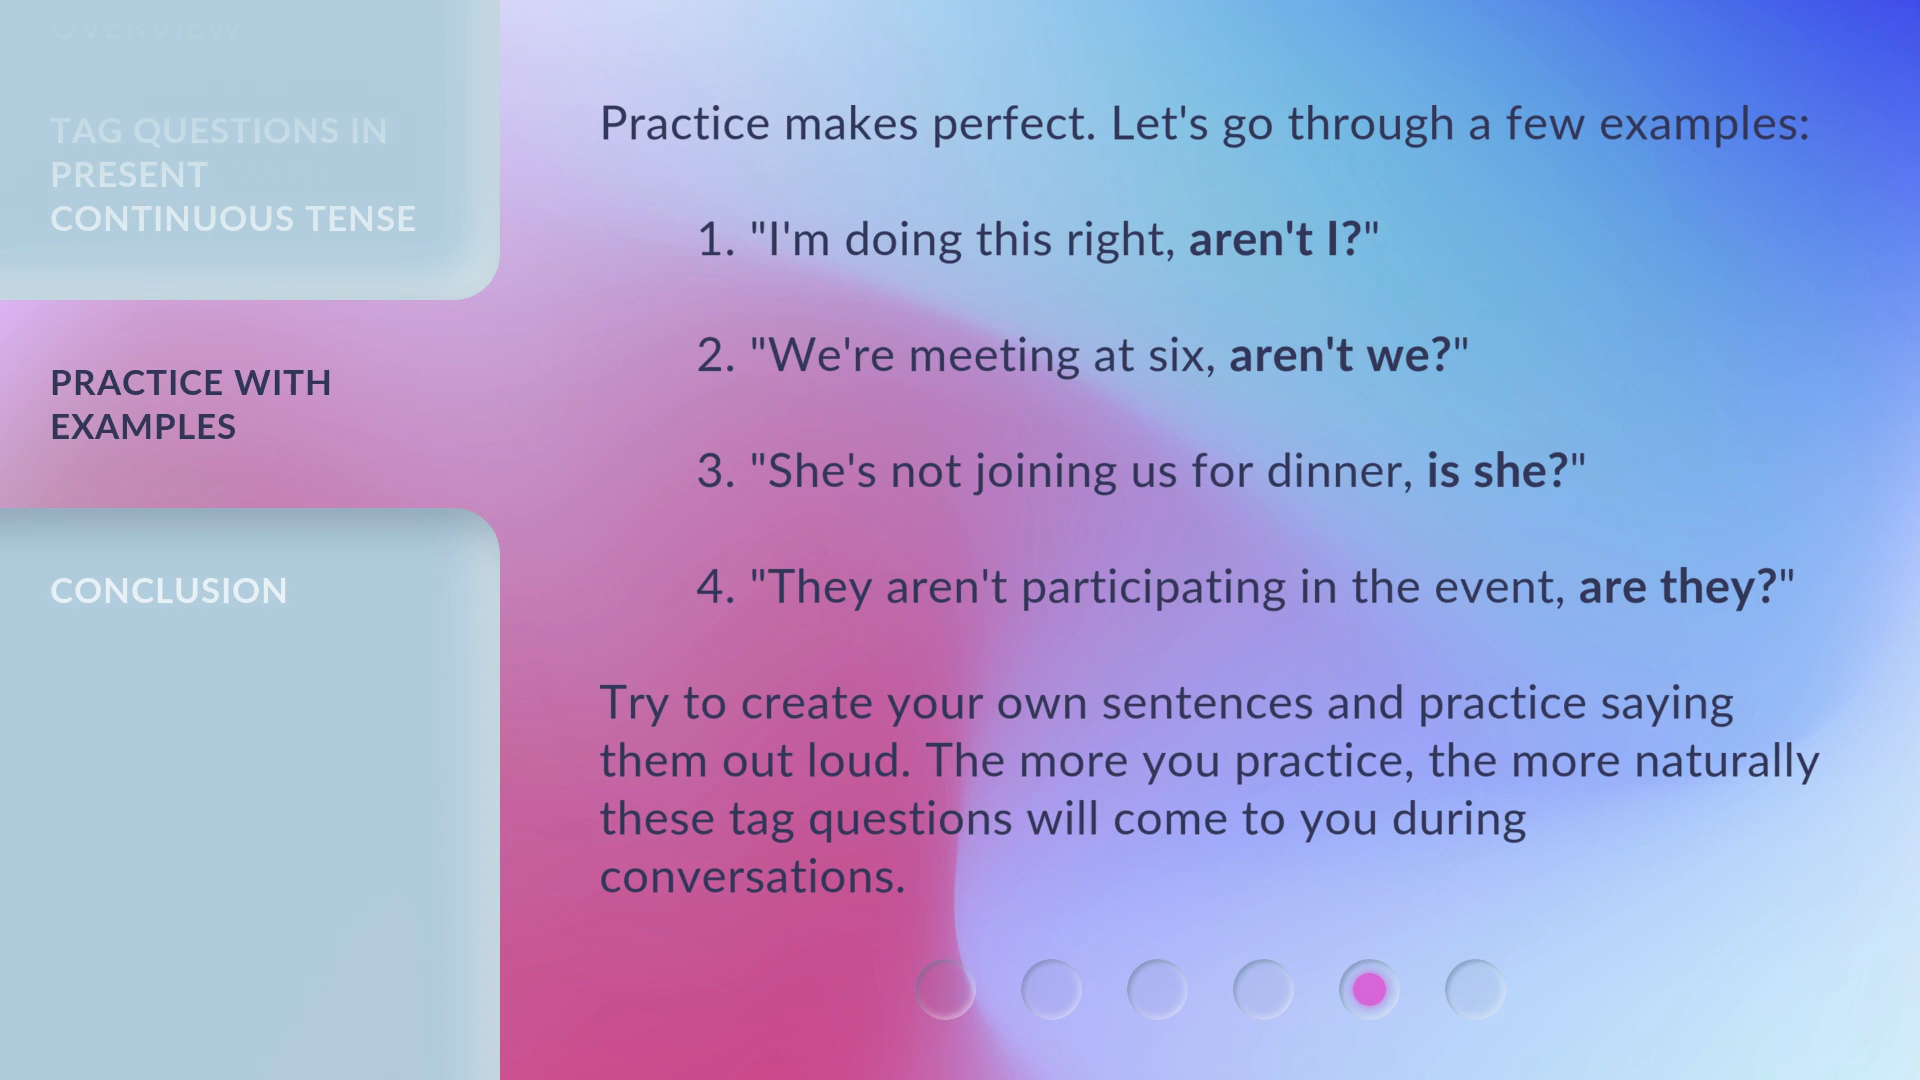 OVERVIEW
TAG QUESTIONS IN
PRESENT
CONTINUOUS TENSE
PRACTICE WITH
EXAMPLES
CONCLUSION
Practice makes perfect. Let's go through a few examples:
1. "I'm doing this right, aren't I?"
2. "We're meeting at six, aren't we?"
3. "She's not joining us for dinner, is she?"
4. "They aren't participating in the event, are they?"
Try to create your own sentences and practice saying
them out loud. The more you practice, the more naturally
these tag questions will come to you during
conversations.